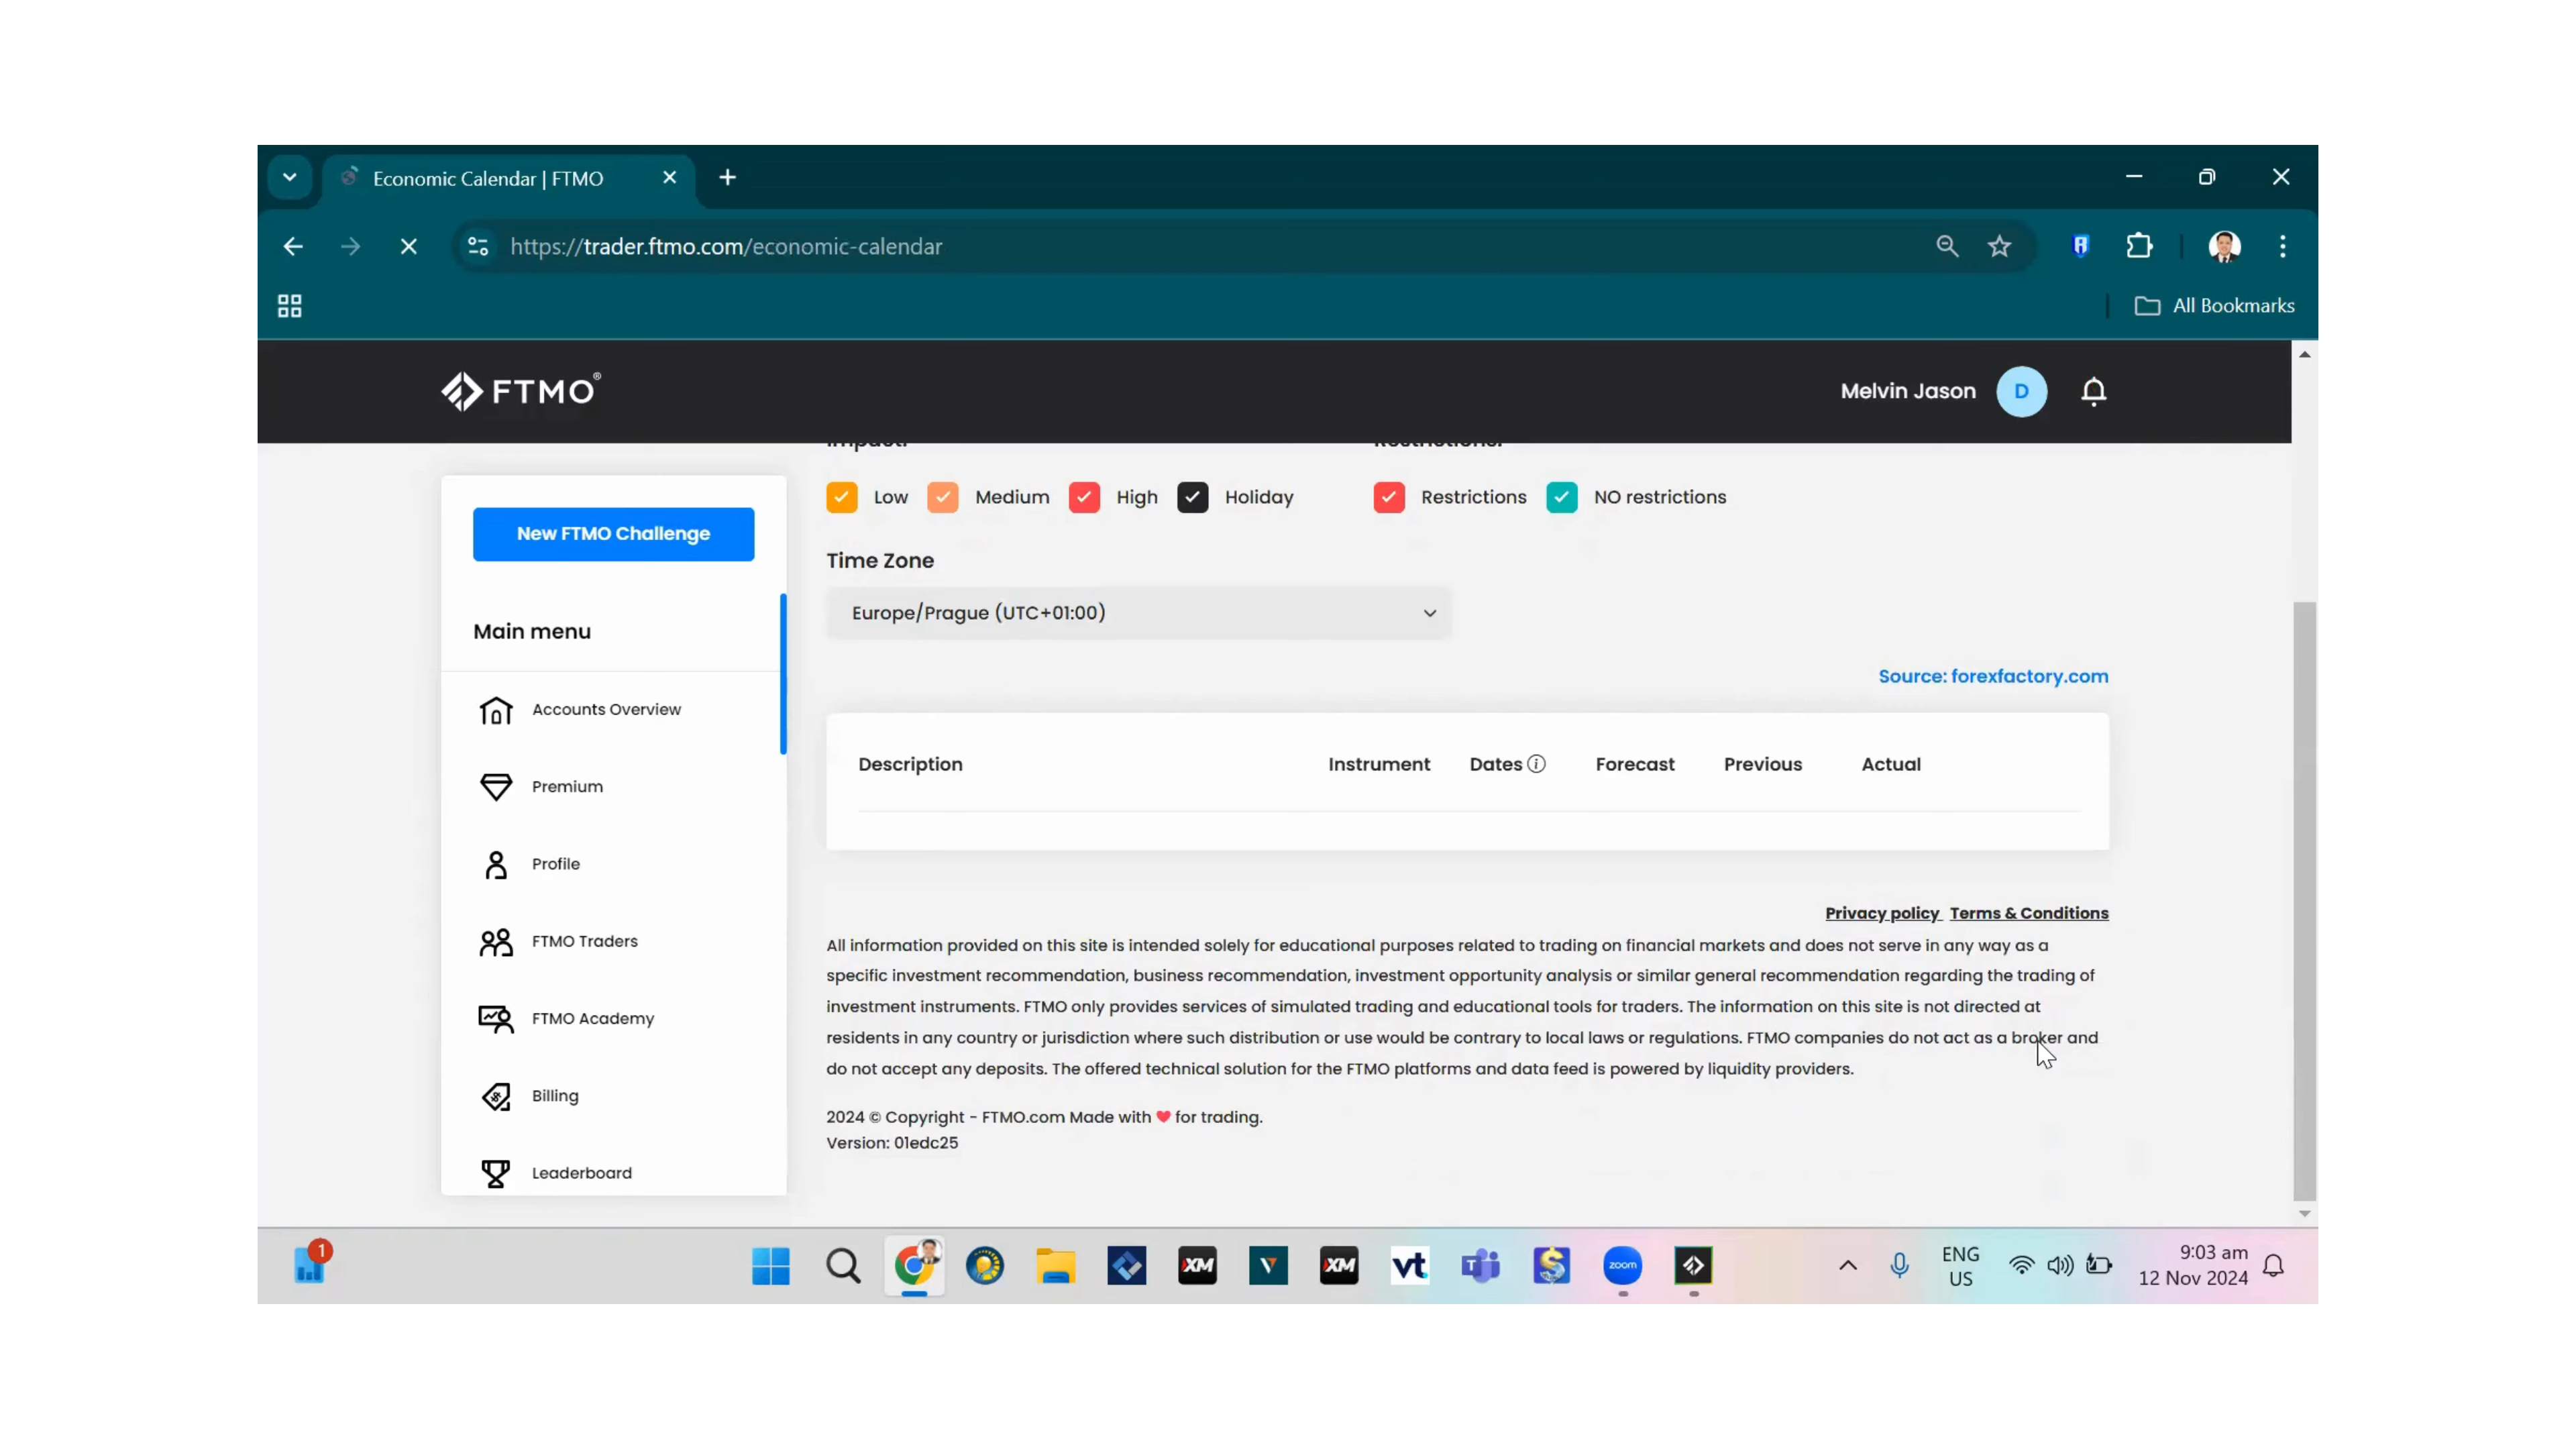 Economic Calendar | FTMO
https://trader.ftmo.com/economic-calendar
All Bookmarks
FTMO®
Melvin Jason D
Impact: Restrictions:
Low Medium High Holiday Restrictions NO restrictions
Time Zone
Europe/Prague (UTC+01:00)
Source: forexfactory.com
Description Instrument Dates Forecast Previous Actual
Privacy policy Terms & Conditions
All information provided on this site is intended solely for educational purposes related to trading on financial markets and does not serve in any way as a
specific investment recommendation, business recommendation, investment opportunity analysis or similar general recommendation regarding the trading of
investment instruments. FTMO only provides services of simulated trading and educational tools for traders. The information on this site is not directed at
residents in any country or jurisdiction where such distribution or use would be contrary to local laws or regulations. FTMO companies do not act as a broker and
do not accept any deposits. The offered technical solution for the FTMO platforms and data feed is powered by liquidity providers.
2024 © Copyright - FTMO.com Made with ❤ for trading.
Version: 01edc25
New FTMO Challenge
Main menu
Accounts Overview
Premium
Profile
FTMO Traders
FTMO Academy
Billing
Leaderboard
1
XM
XM
vt.
T
$
zoom
ENG
US
9:03 am
12 Nov 2024